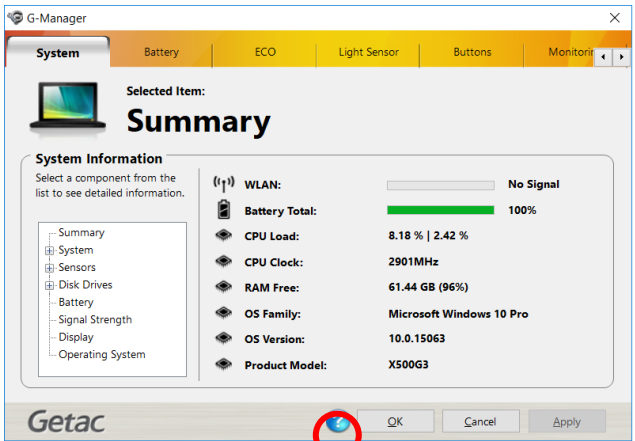 G-Manager
System Battery ECO Light Sensor Buttons
Selected Item:
Summary
System Information
Select a component from the
list to see detailed information.
Summary
System
Sensors
Disk Drives
Battery
Signal Strength
Display
Operating System
WLAN: No Signal
Battery Total: 100%
CPU Load: 8.18 % | 2.42 %
CPU Clock: 2901MHz
RAM Free: 61.44 GB (96%)
OS Family: Microsoft Windows 10 Pro
OS Version: 10.0.15063
Product Model: X500G3
Getac ? OK Cancel Apply